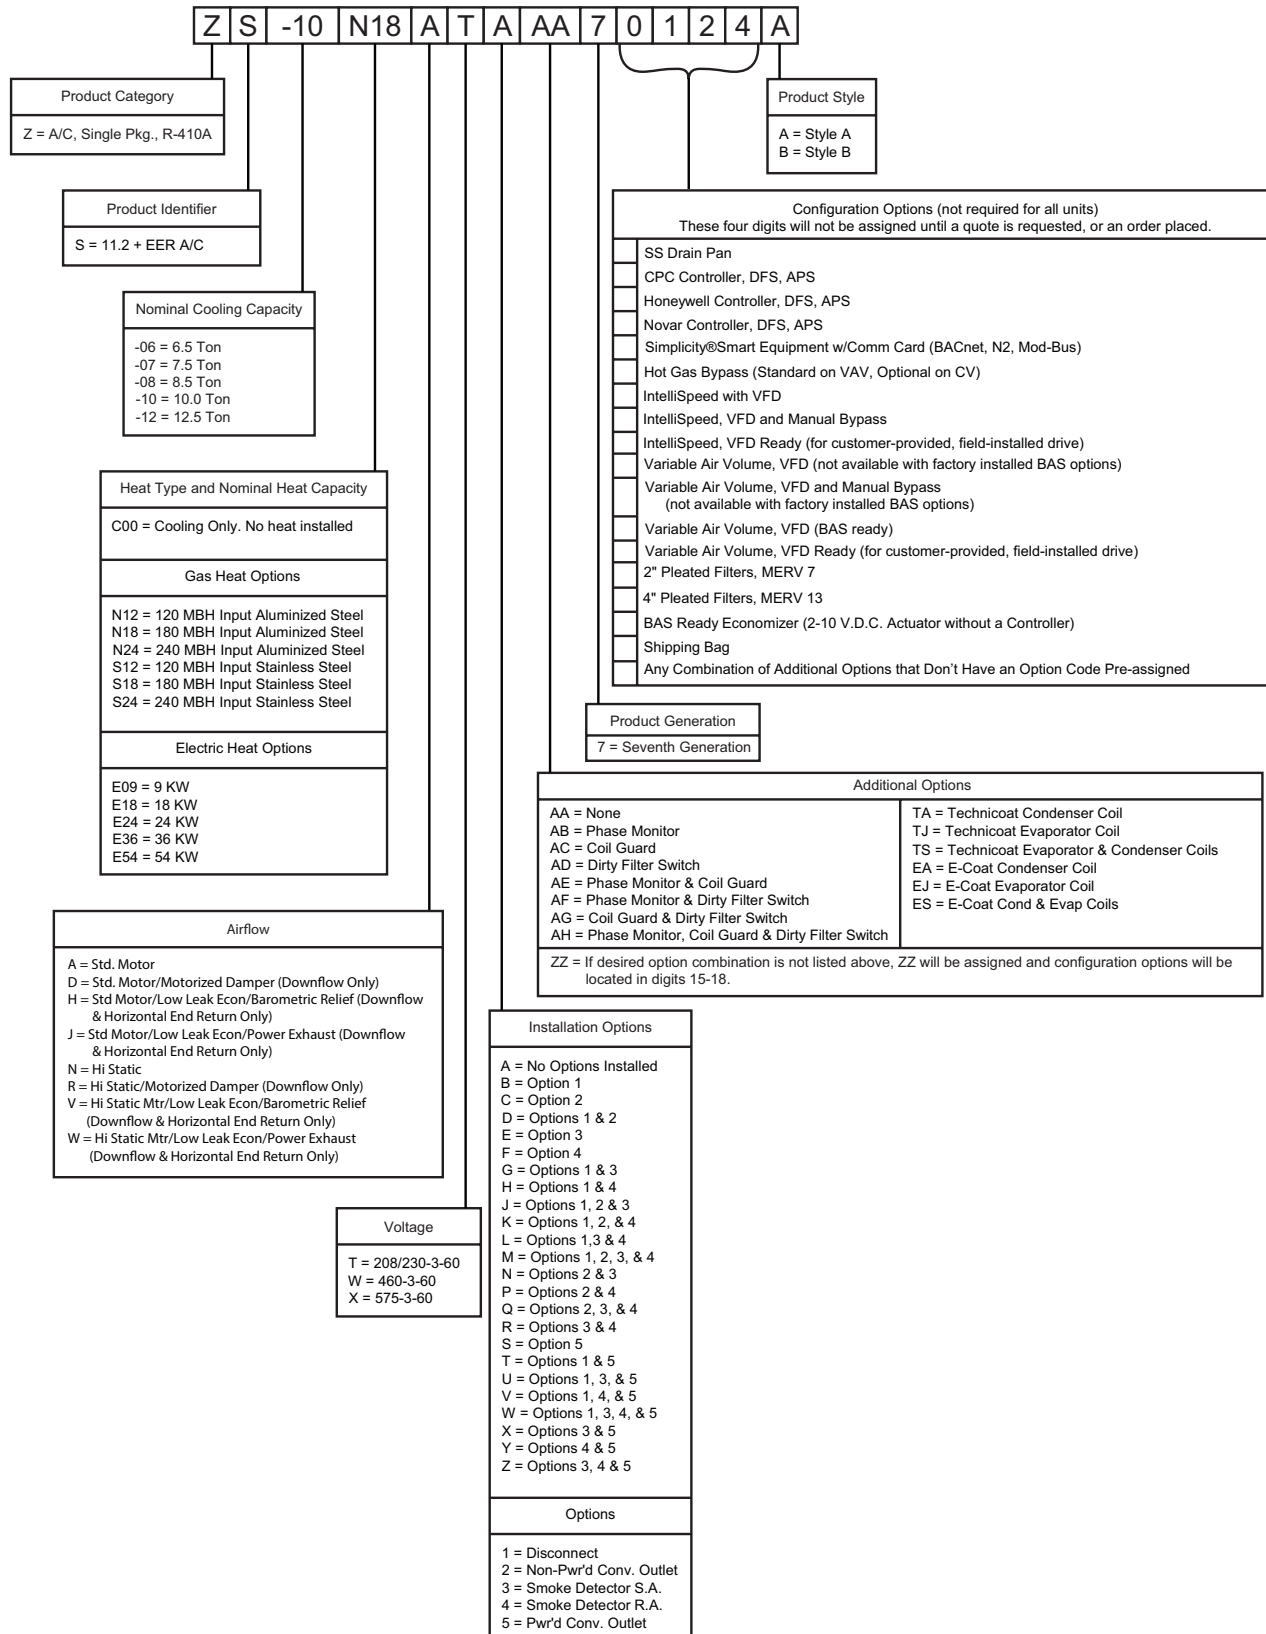 Z S -10 N18 A T A AA 7 0 1 2 4 A
Product Category
Z = A/C, Single Pkg., R-410A
Product Style
A = Style A
B = Style B
Product Identifier
S = 11.2 + EER A/C
Nominal Cooling Capacity
-06 = 6.5 Ton
-07 = 7.5 Ton
-08 = 8.5 Ton
-10 = 10.0 Ton
-12 = 12.5 Ton
Configuration Options (not required for all units)
These four digits will not be assigned until a quote is requested, or an order placed.
SS Drain Pan
CPC Controller, DFS, APS
Honeywell Controller, DFS, APS
Novar Controller, DFS, APS
Simplicity®Smart Equipment w/Comm Card (BACnet, N2, Mod-Bus)
Hot Gas Bypass (Standard on VAV, Optional on CV)
IntelliSpeed with VFD
IntelliSpeed, VFD and Manual Bypass
IntelliSpeed, VFD Ready (for customer-provided, field-installed drive)
Variable Air Volume, VFD (not available with factory installed BAS options)
Variable Air Volume, VFD and Manual Bypass
(not available with factory installed BAS options)
Variable Air Volume, VFD (BAS ready)
Variable Air Volume, VFD Ready (for customer-provided, field-installed drive)
2" Pleated Filters, MERV 7
4" Pleated Filters, MERV 13
BAS Ready Economizer (2-10 V.D.C. Actuator without a Controller)
Shipping Bag
Any Combination of Additional Options that Don't Have an Option Code Pre-assigned
Heat Type and Nominal Heat Capacity
C00 = Cooling Only. No heat installed
Gas Heat Options
N12 = 120 MBH Input Aluminized Steel
N18 = 180 MBH Input Aluminized Steel
N24 = 240 MBH Input Aluminized Steel
S12 = 120 MBH Input Stainless Steel
S18 = 180 MBH Input Stainless Steel
S24 = 240 MBH Input Stainless Steel
Electric Heat Options
E09 = 9 KW
E18 = 18 KW
E24 = 24 KW
E36 = 36 KW
E54 = 54 KW
Product Generation
7 = Seventh Generation
Additional Options
AA = None
AB = Phase Monitor
AC = Coil Guard
AD = Dirty Filter Switch
AE = Phase Monitor & Coil Guard
AF = Phase Monitor & Dirty Filter Switch
AG = Coil Guard & Dirty Filter Switch
AH = Phase Monitor, Coil Guard & Dirty Filter Switch
TA = Technicoat Condenser Coil
TJ = Technicoat Evaporator Coil
TS = Technicoat Evaporator & Condenser Coils
EA = E-Coat Condenser Coil
EJ = E-Coat Evaporator Coil
ES = E-Coat Cond & Evap Coils
ZZ = If desired option combination is not listed above, ZZ will be assigned and configuration options will be
located in digits 15-18.
Airflow
A = Std. Motor
D = Std. Motor/Motorized Damper (Downflow Only)
H = Std Motor/Low Leak Econ/Barometric Relief (Downflow
& Horizontal End Return Only)
J = Std Motor/Low Leak Econ/Power Exhaust (Downflow
& Horizontal End Return Only)
N = Hi Static
R = Hi Static/Motorized Damper (Downflow Only)
V = Hi Static Mtr/Low Leak Econ/Barometric Relief
(Downflow & Horizontal End Return Only)
W = Hi Static Mtr/Low Leak Econ/Power Exhaust
(Downflow & Horizontal End Return Only)
Voltage
T = 208/230-3-60
W = 460-3-60
X = 575-3-60
Installation Options
A = No Options Installed
B = Option 1
C = Option 2
D = Options 1 & 2
E = Option 3
F = Option 4
G = Options 1 & 3
H = Options 1 & 4
J = Options 1, 2 & 3
K = Options 1, 2, & 4
L = Options 1,3 & 4
M = Options 1, 2, 3, & 4
N = Options 2 & 3
P = Options 2 & 4
Q = Options 2, 3, & 4
R = Options 3 & 4
S = Option 5
T = Options 1 & 5
U = Options 1, 3, & 5
V = Options 1, 4, & 5
W = Options 1, 3, 4, & 5
X = Options 3 & 5
Y = Options 4 & 5
Z = Options 3, 4 & 5
Options
1 = Disconnect
2 = Non-Pwr'd Conv. Outlet
3 = Smoke Detector S.A.
4 = Smoke Detector R.A.
5 = Pwr'd Conv. Outlet